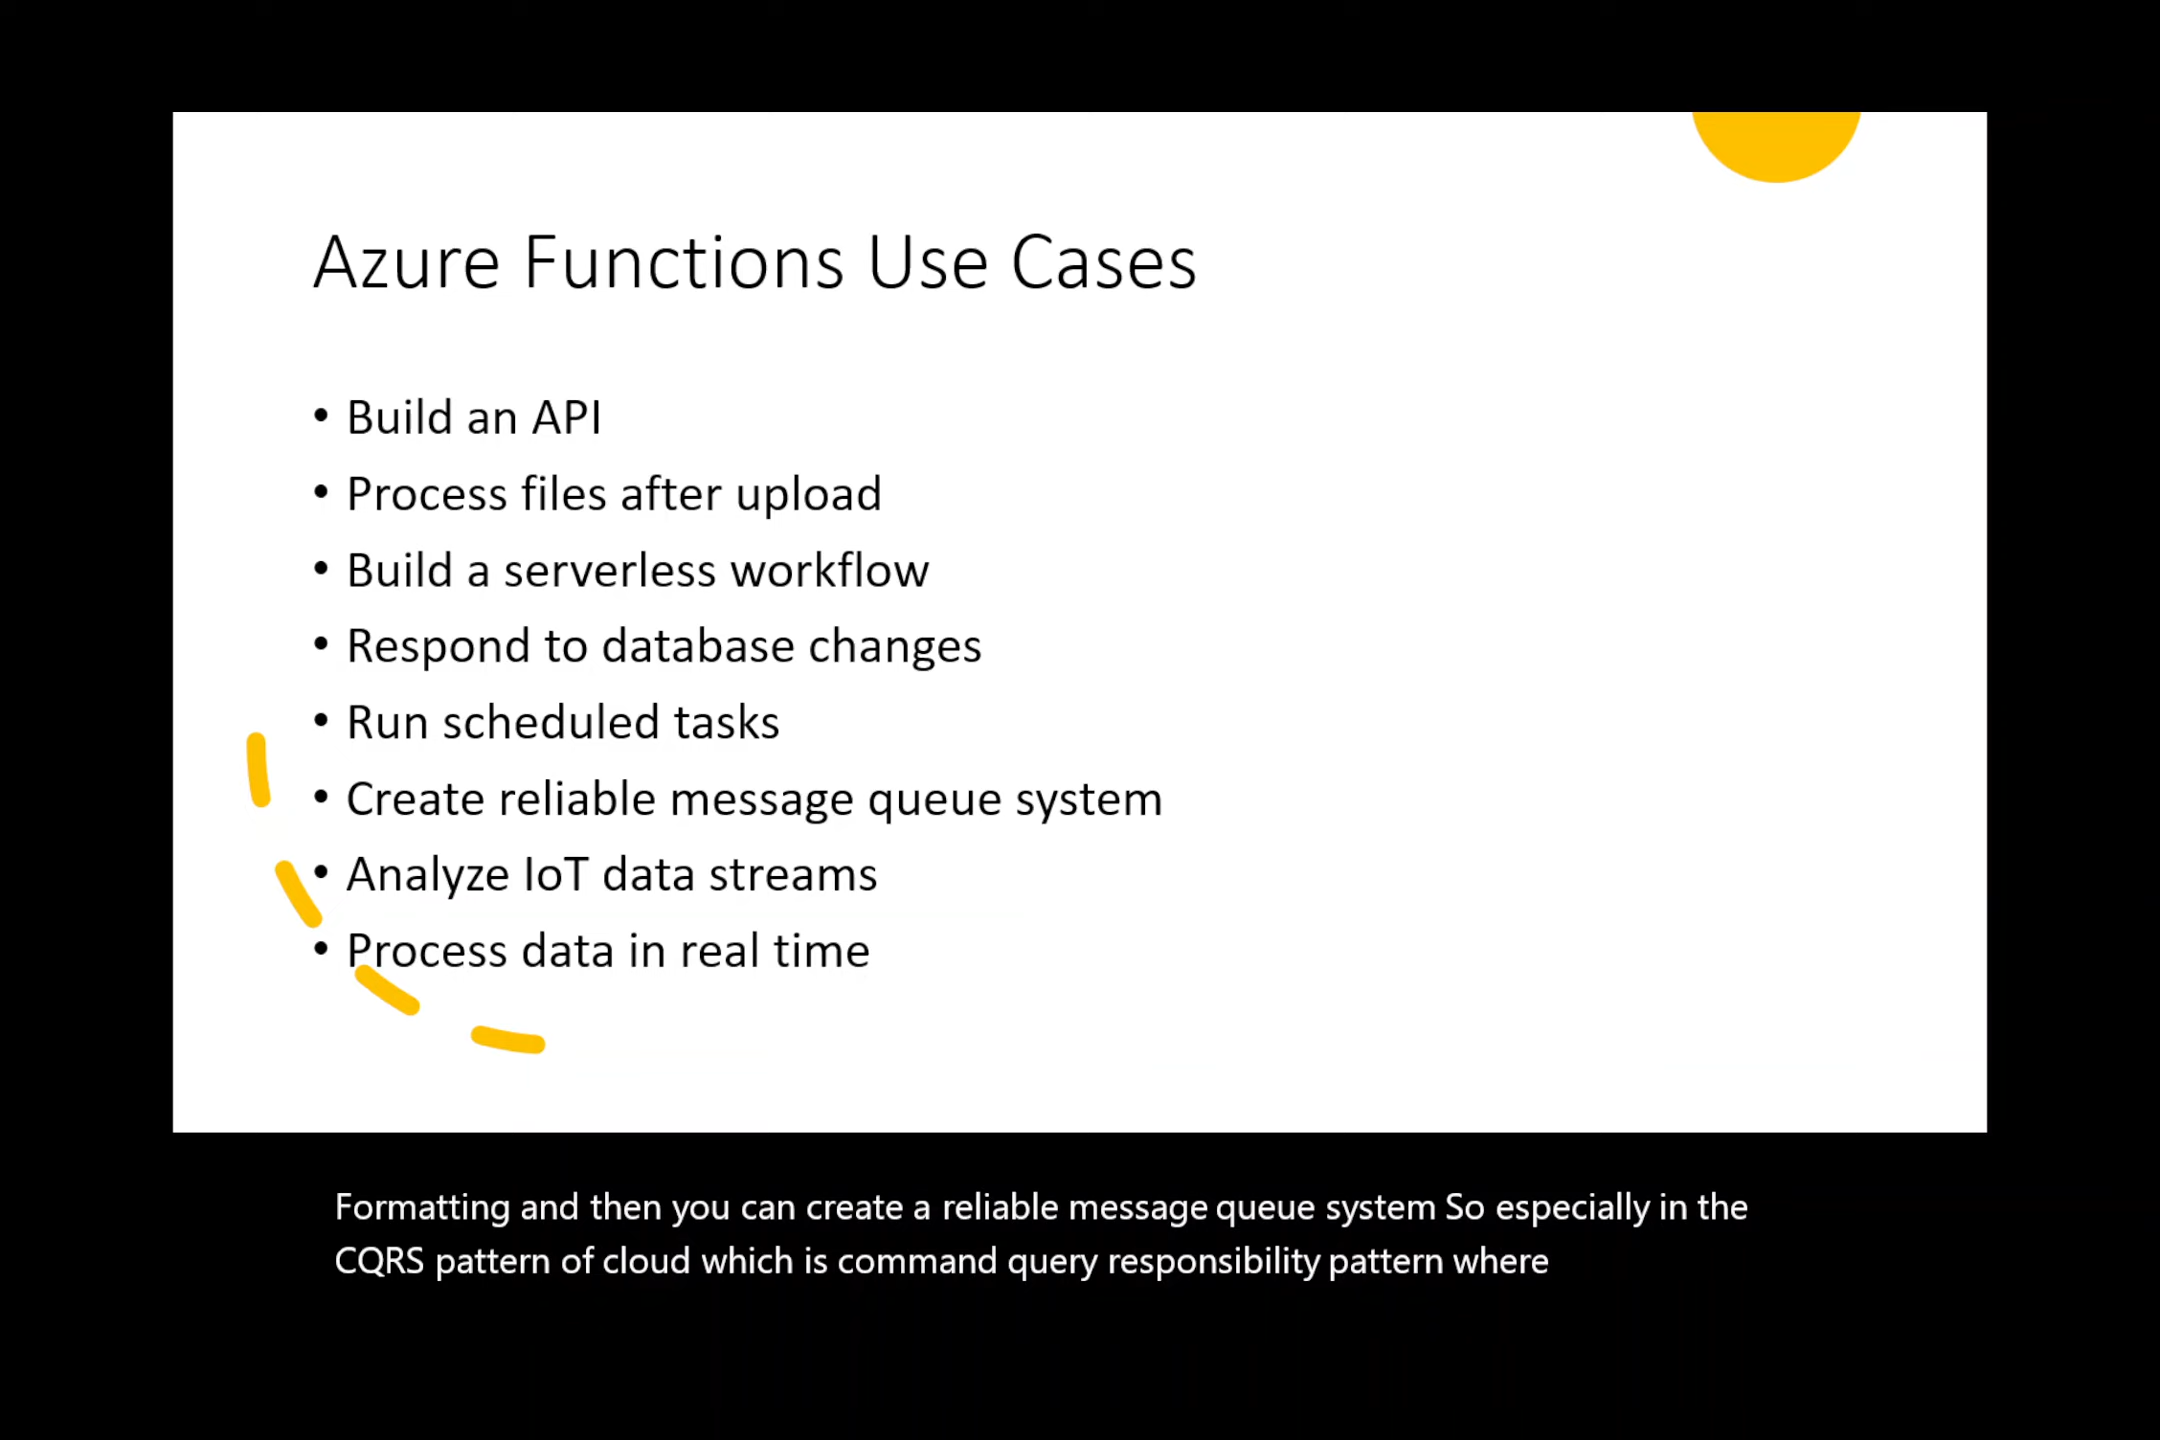 Azure Functions Use Cases
• Build an API
• Process files after upload
• Build a serverless workflow
• Respond to database changes
• Run scheduled tasks
• Create reliable message queue system
• Analyze IoT data streams
• Process data in real time
Formatting and then you can create a reliable message queue system So especially in the
CQRS pattern of cloud which is command query responsibility pattern where